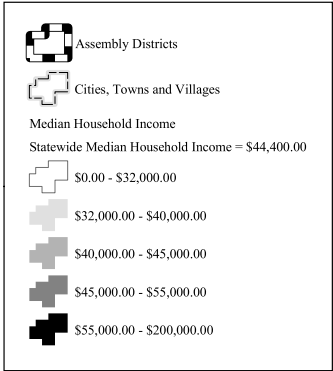 Assembly Districts
Cities, Towns and Villages
Median Household Income
Statewide Median Household Income = $44,400.00
$0.00 - $32,000.00
$32,000.00 - $40,000.00
$40,000.00 - $45,000.00
$45,000.00 - $55,000.00
$55,000.00 - $200,000.00